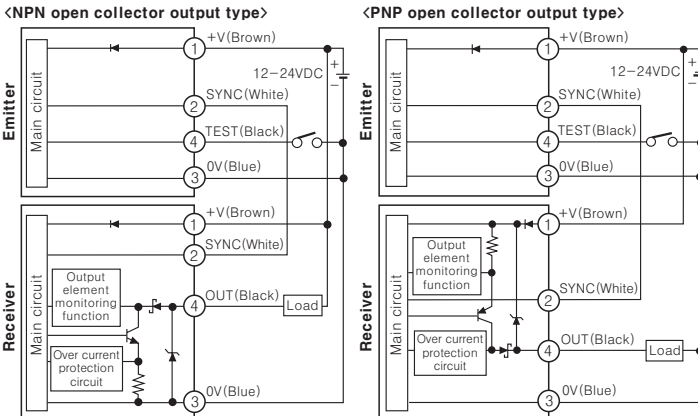 <NPN open collector output type>
Emitter
Main circuit
1
+V(Brown)
12−24VDC
+
−
2
SYNC(White)
4
TEST(Black)
3
0V(Blue)
Receiver
Main circuit
1
+V(Brown)
2
SYNC(White)
Output
element
monitoring
function
4
OUT(Black)
Load
Over current
protection
circuit
3
0V(Blue)
<PNP open collector output type>
Emitter
Main circuit
1
+V(Brown)
12−24VDC
+
−
2
SYNC(White)
4
TEST(Black)
3
0V(Blue)
Receiver
Main circuit
1
+V(Brown)
Output
element
monitoring
function
2
SYNC(White)
Over current
protection
circuit
4
OUT(Black)
Load
3
0V(Blue)